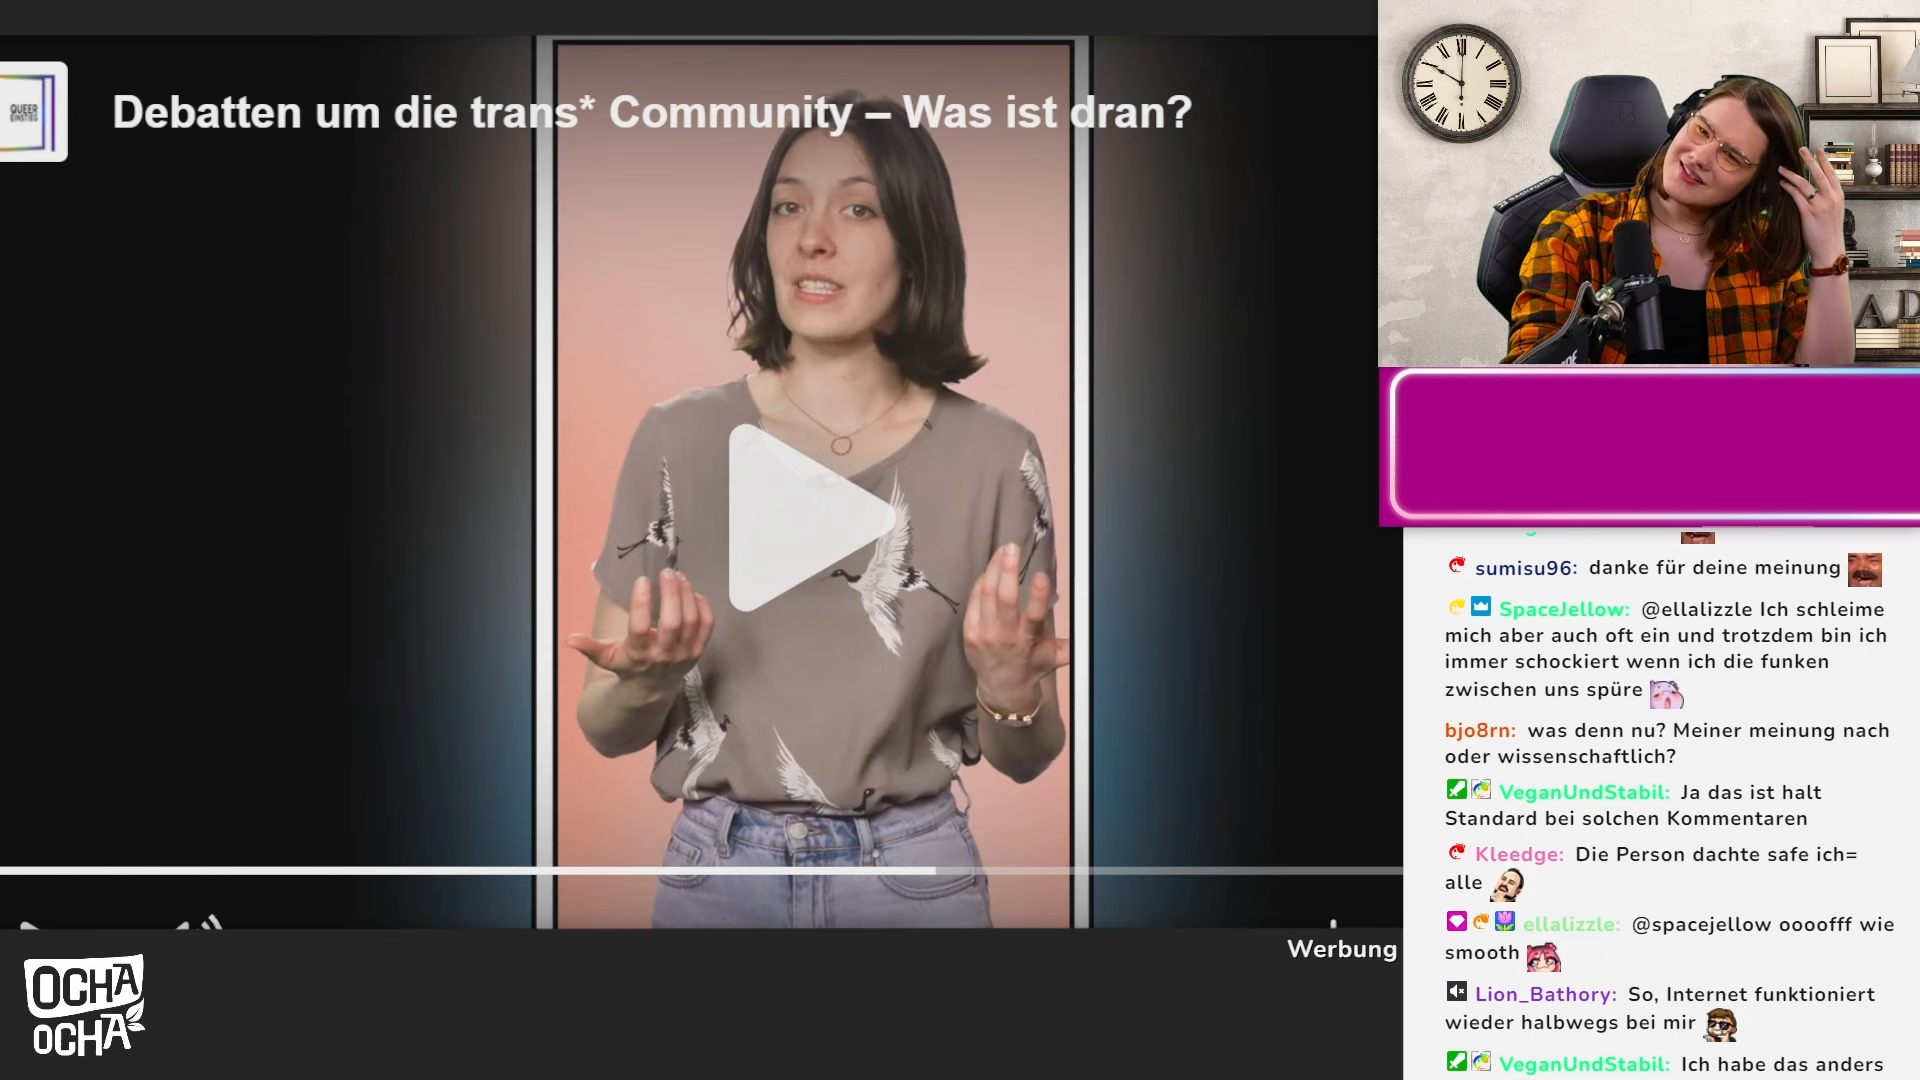 QUEER
EINSTIEG
Debatten um die trans* Community – Was ist dran?
sumisu96: danke für deine meinung
SpaceJellow: @ellalizzle Ich schleime
mich aber auch oft ein und trotzdem bin ich
immer schockiert wenn ich die funken
zwischen uns spüre
bjo8rn: was denn nu? Meiner meinung nach
oder wissenschaftlich?
VeganUndStabil: Ja das ist halt
Standard bei solchen Kommentaren
Kleedge: Die Person dachte safe ich=
alle
ellalizzle: @spacejellow oooofff wie
smooth
Lion_Bathory: So, Internet funktioniert
wieder halbwegs bei mir
VeganUndStabil: Ich habe das anders
Werbung
OCHA
OCHA